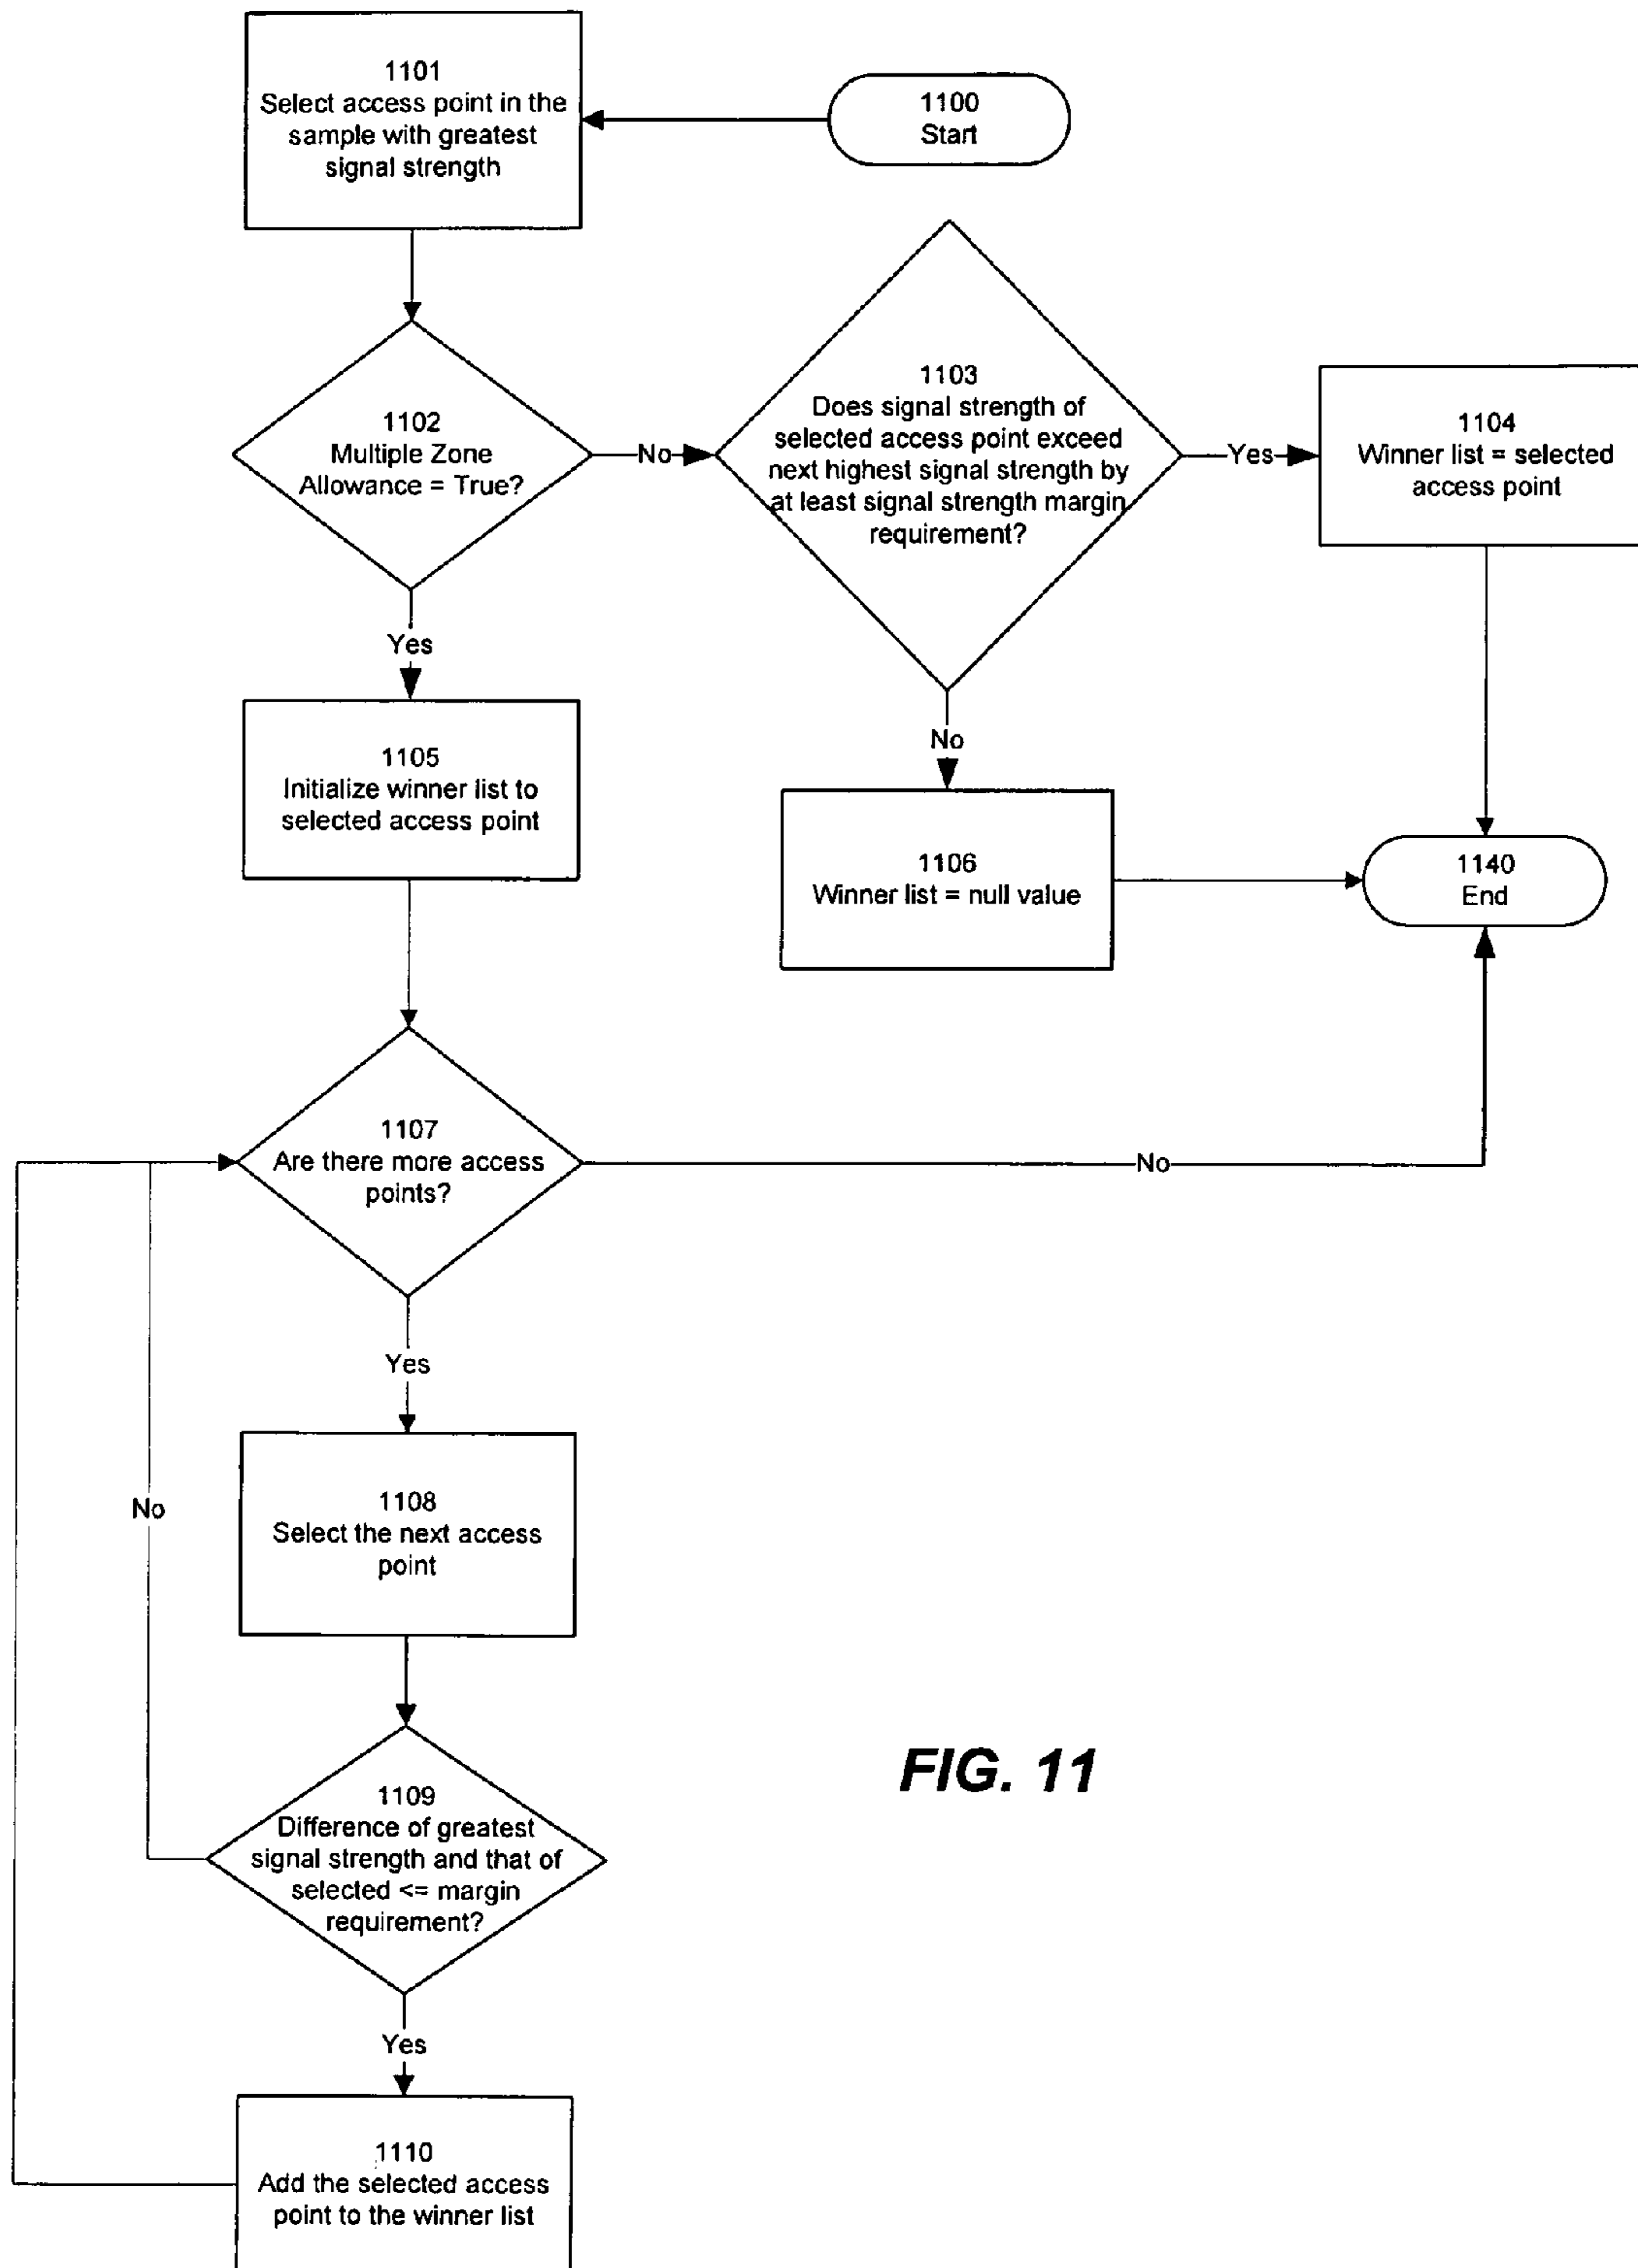 1101
Select access point in the
sample with greatest
signal strength
1100
Start
1102
Multiple Zone
Allowance = True?
No
1103
Does signal strength of
selected access point exceed
next highest signal strength by
at least signal strength margin
requirement?
Yes
1104
Winner list = selected
access point
Yes
No
1105
Initialize winner list to
selected access point
1106
Winner list = null value
1140
End
1107
Are there more access
points?
No
Yes
1108
Select the next access
point
No
1109
Difference of greatest
signal strength and that of
selected <= margin
requirement?
Yes
1110
Add the selected access
point to the winner list
FIG. 11